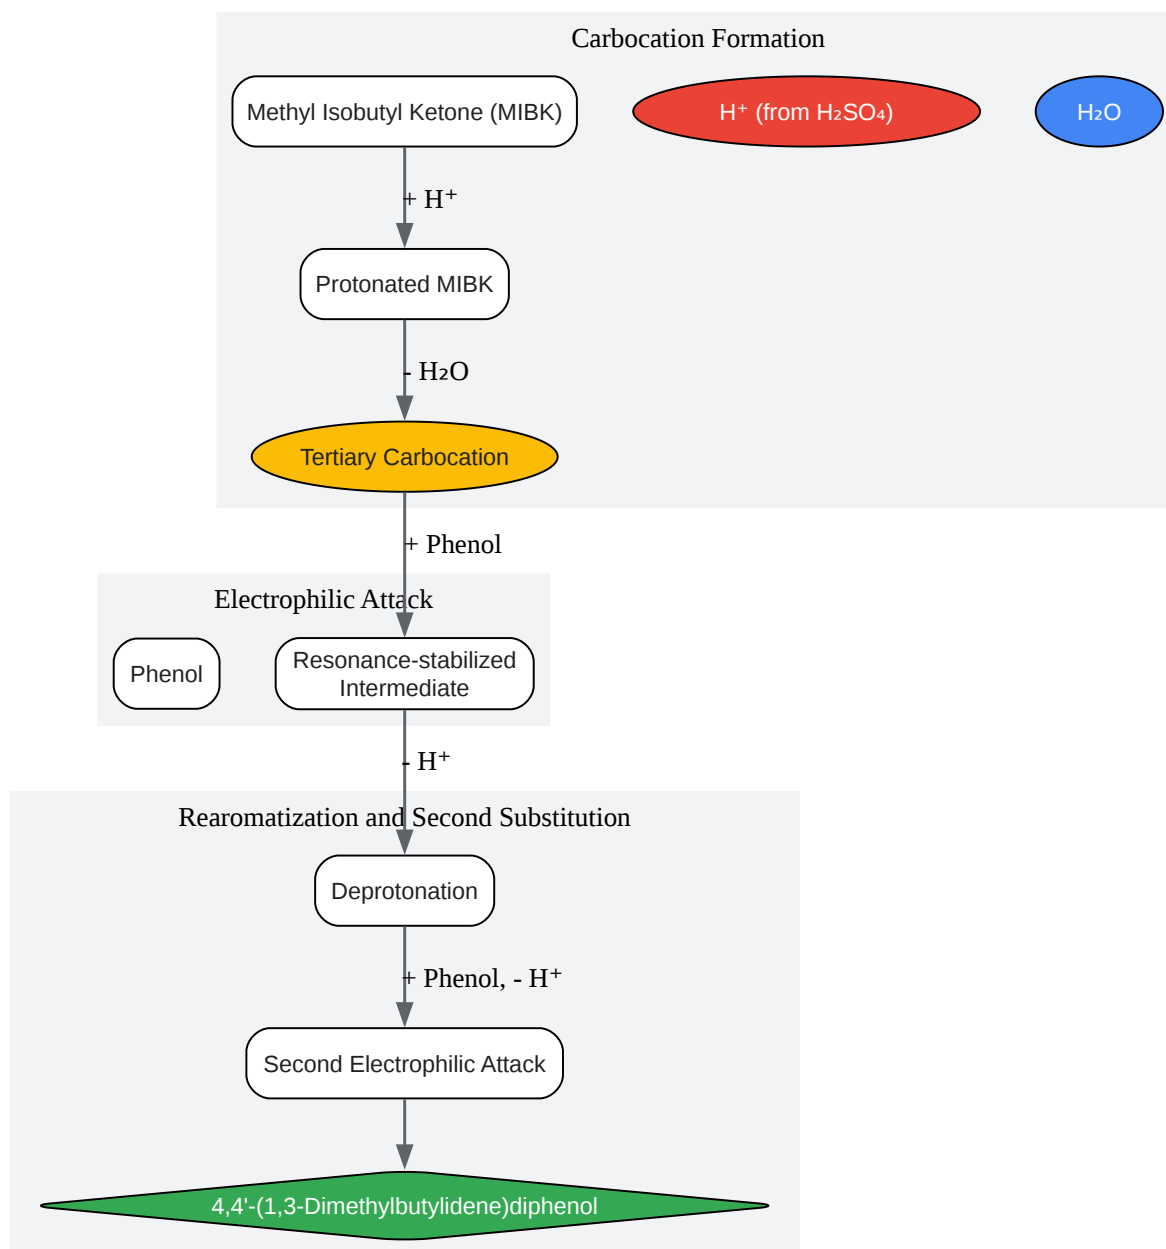 Carbocation Formation
Methyl Isobutyl Ketone (MIBK)
H⁺ (from H₂SO₄)
H₂O
+ H⁺
Protonated MIBK
- H₂O
Tertiary Carbocation
+ Phenol
Electrophilic Attack
Phenol
Resonance-stabilized
Intermediate
- H⁺
Rearomatization and Second Substitution
Deprotonation
+ Phenol, - H⁺
Second Electrophilic Attack
4,4'-(1,3-Dimethylbutylidene)diphenol